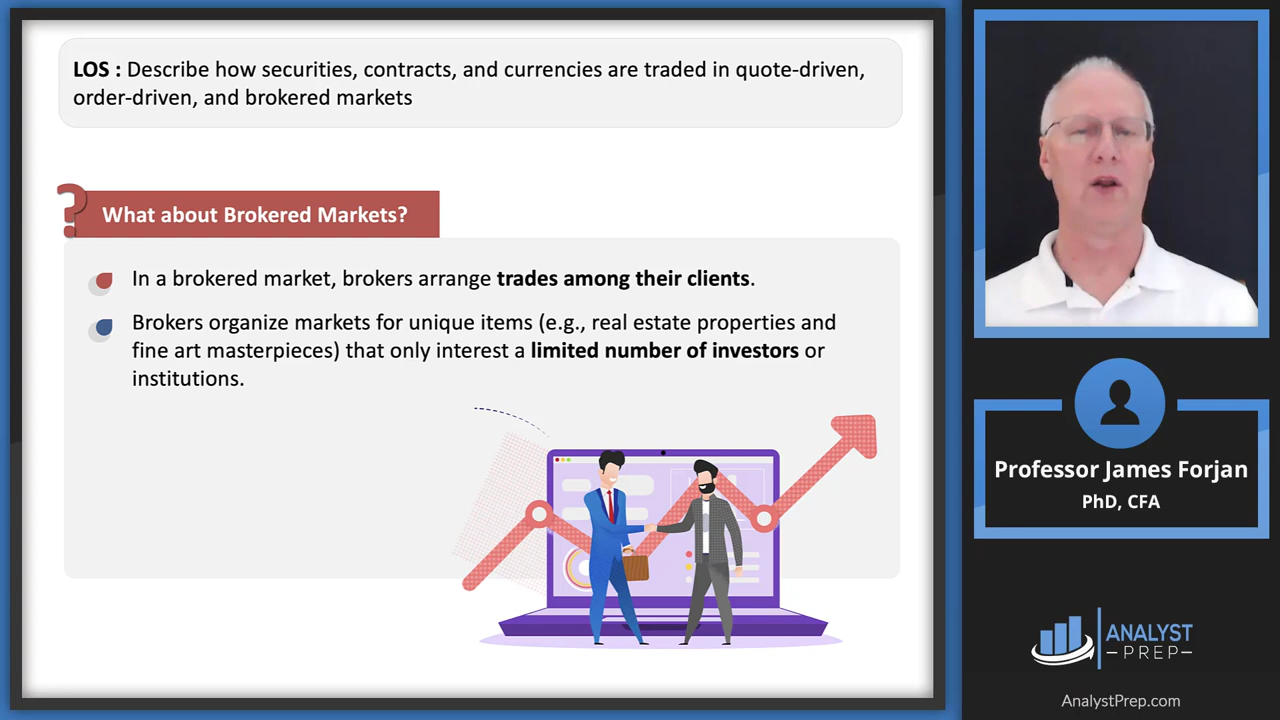 LOS : Describe how securities, contracts, and currencies are traded in quote-driven,
order-driven, and brokered markets
? What about Brokered Markets?
In a brokered market, brokers arrange trades among their clients.
Brokers organize markets for unique items (e.g., real estate properties and
fine art masterpieces) that only interest a limited number of investors or
institutions.
Professor James Forjan
PhD, CFA
ANALYST
PREP
AnalystPrep.com